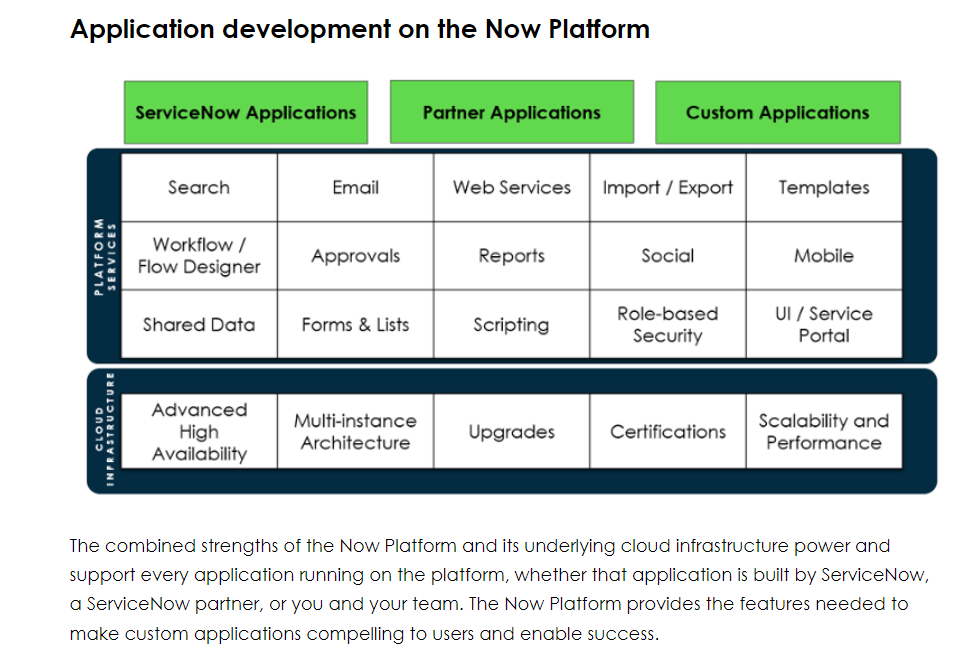 Application development on the Now Platform
ServiceNow Applications
Partner Applications
Custom Applications
PLATFORM
SERVICES
Search
Email
Web Services
Import / Export
Templates
Workflow /
Flow Designer
Approvals
Reports
Social
Mobile
Shared Data
Forms & Lists
Scripting
Role-based
Security
UI / Service
Portal
CLOUD
INFRASTRUCTURE
Advanced
High
Availability
Multi-instance
Architecture
Upgrades
Certifications
Scalability and
Performance
The combined strengths of the Now Platform and its underlying cloud infrastructure power and
support every application running on the platform, whether that application is built by ServiceNow,
a ServiceNow partner, or you and your team. The Now Platform provides the features needed to
make custom applications compelling to users and enable success.